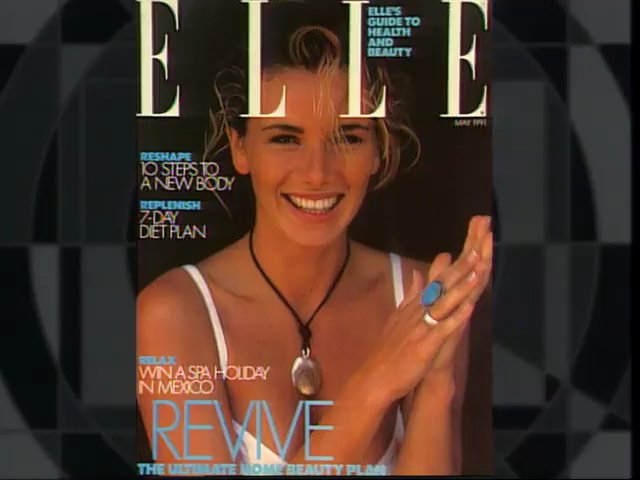 ELLE
ELLE'S
GUIDE TO
HEALTH
AND
BEAUTY
MAY 1991
RESHAPE
10 STEPS TO
A NEW BODY
REPLENISH
7-DAY
DIET PLAN
RELAX
WIN A SPA HOLIDAY
IN MEXICO
REVIVE
THE ULTIMATE HOME BEAUTY PLAN